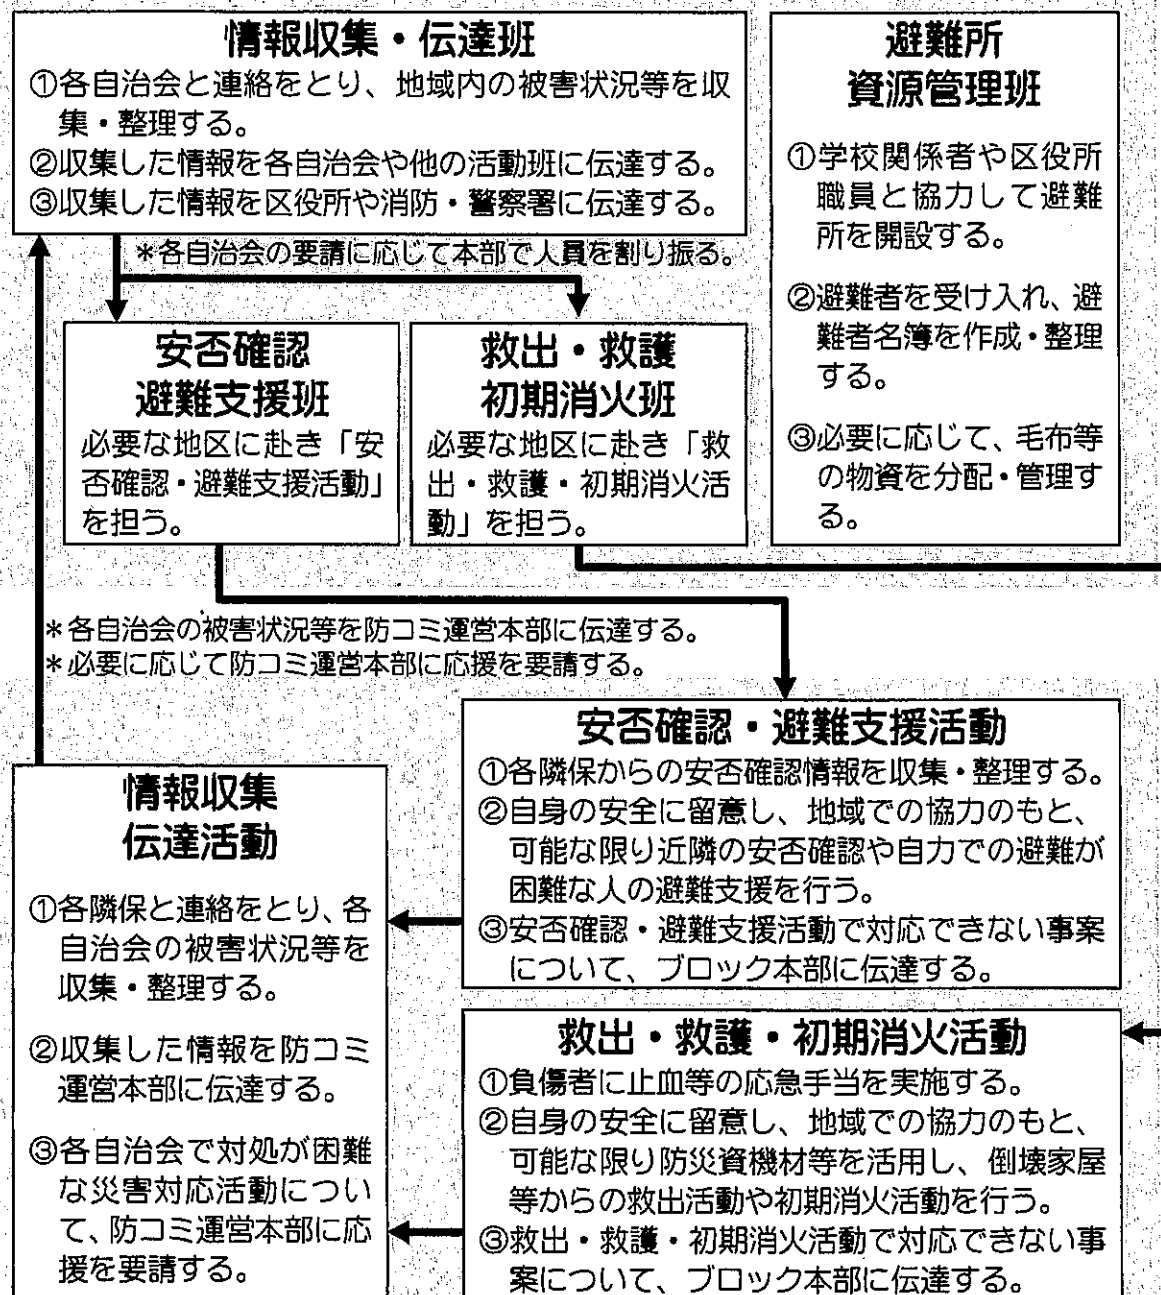 情報収集・伝達班
①各自治会と連絡をとり、地域内の被害状況等を収
集・整理する。
②収集した情報を各自治会や他の活動班に伝達する。
③収集した情報を区役所や消防・警察署に伝達する。
*各自治会の要請に応じて本部で人員を割り振る。
安否確認
避難支援班
必要な地区に赴き「安
否確認・避難支援活動」
を担う。
救出・救護
初期消火班
必要な地区に赴き「救
出・救護・初期消火活
動」を担う。
避難所
資源管理班
①学校関係者や区役所
職員と協力して避難
所を開設する。
②避難者を受け入れ、避
難者名簿を作成・整理
する。
③必要に応じて、毛布等
の物資を分配・管理す
る。
*各自治会の被害状況等を防コミ運営本部に伝達する。
*必要に応じて防コミ運営本部に応援を要請する。
情報収集
伝達活動
①各隣保と連絡をとり、各
自治会の被害状況等を
収集・整理する。
②収集した情報を防コミ
運営本部に伝達する。
③各自治会で対処が困難
な災害対応活動につい
て、防コミ運営本部に応
援を要請する。
安否確認・避難支援活動
①各隣保からの安否確認情報を収集・整理する。
②自身の安全に留意し、地域での協力のもと、
可能な限り近隣の安否確認や自力での避難が
困難な人の避難支援を行う。
③安否確認・避難支援活動で対応できない事案
について、ブロック本部に伝達する。
救出・救護・初期消火活動
①負傷者に止血等の応急手当を実施する。
②自身の安全に留意し、地域での協力のもと、
可能な限り防災資機材等を活用し、倒壊家屋
等からの救出活動や初期消火活動を行う。
③救出・救護・初期消火活動で対応できない事
案について、ブロック本部に伝達する。